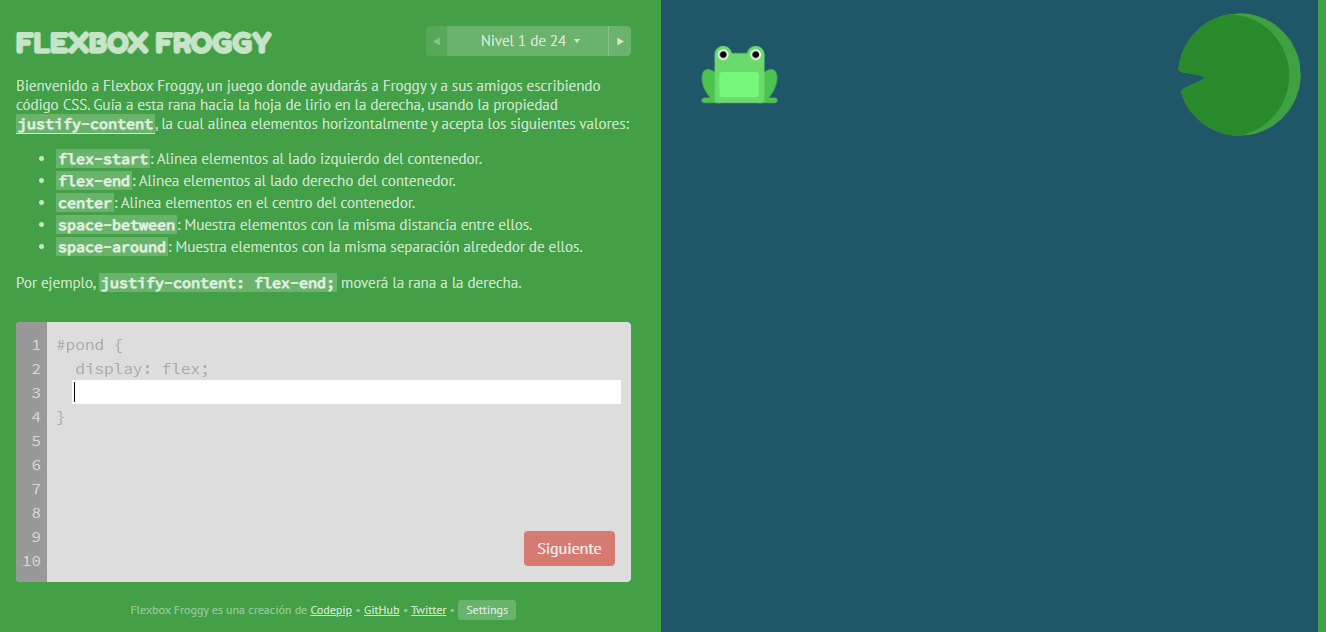 FLEXBOX FROGGY
Nivel 1 de 24
Bienvenido a Flexbox Froggy, un juego donde ayudarás a Froggy y a sus amigos escribiendo
código CSS. Guía a esta rana hacia la hoja de lirio en la derecha, usando la propiedad
justify-content, la cual alinea elementos horizontalmente y acepta los siguientes valores:
• flex-start: Alinea elementos al lado izquierdo del contenedor.
• flex-end: Alinea elementos al lado derecho del contenedor.
• center: Alinea elementos en el centro del contenedor.
• space-between: Muestra elementos con la misma distancia entre ellos.
• space-around: Muestra elementos con la misma separación alrededor de ellos.
Por ejemplo, justify-content: flex-end; moverá la rana a la derecha.
1 #pond {
2 display: flex;
3
4 }
5
6
7
8
9
10
Siguiente
Flexbox Froggy es una creación de Codepip • GitHub • Twitter • Settings